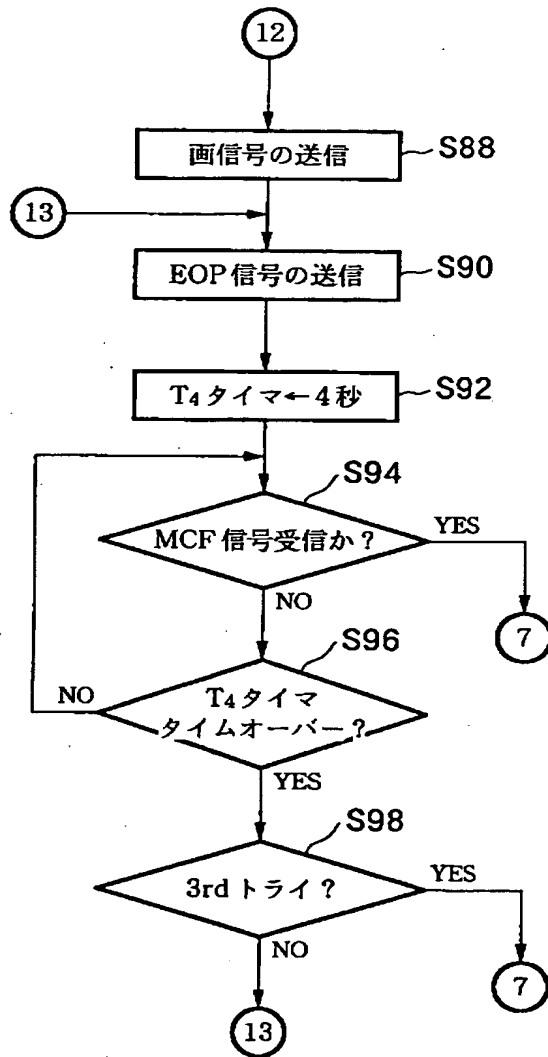 12
画信号の送信
S88
13
EOP信号の送信
S90
T₄タイマ←4秒
S92
S94
MCF信号受信か?
YES
NO
7
S96
NO
T₄タイマ
タイムオーバー?
YES
S98
3rdトライ?
YES
NO
7
13